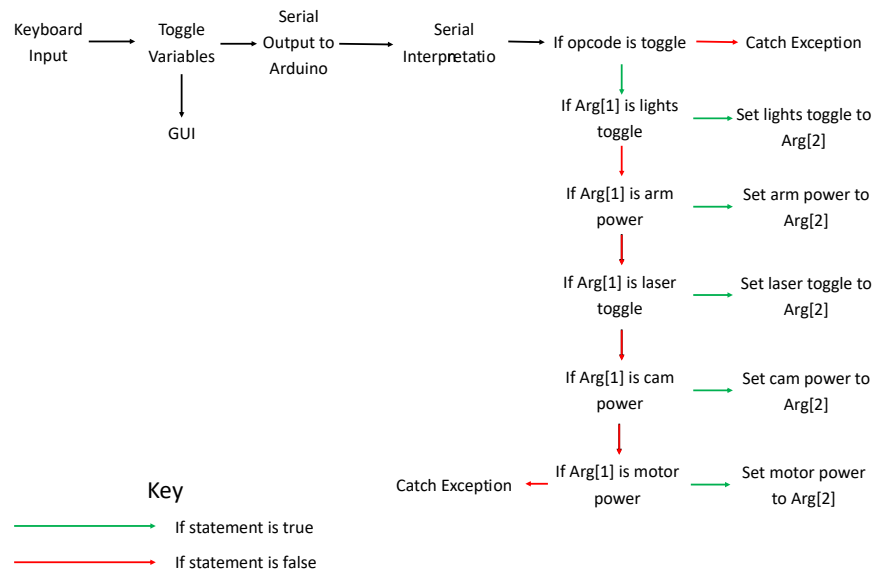 Keyboard
Input
Toggle
Variables
Serial
Output to
Arduino
Serial
Interpretatio
If opcode is toggle
Catch Exception
GUI
If Arg[1] is lights
toggle
Set lights toggle to
Arg[2]
If Arg[1] is arm
power
Set arm power to
Arg[2]
If Arg[1] is laser
toggle
Set laser toggle to
Arg[2]
If Arg[1] is cam
power
Set cam power to
Arg[2]
Catch Exception
If Arg[1] is motor
power
Set motor power
to Arg[2]
Key
If statement is true
If statement is false